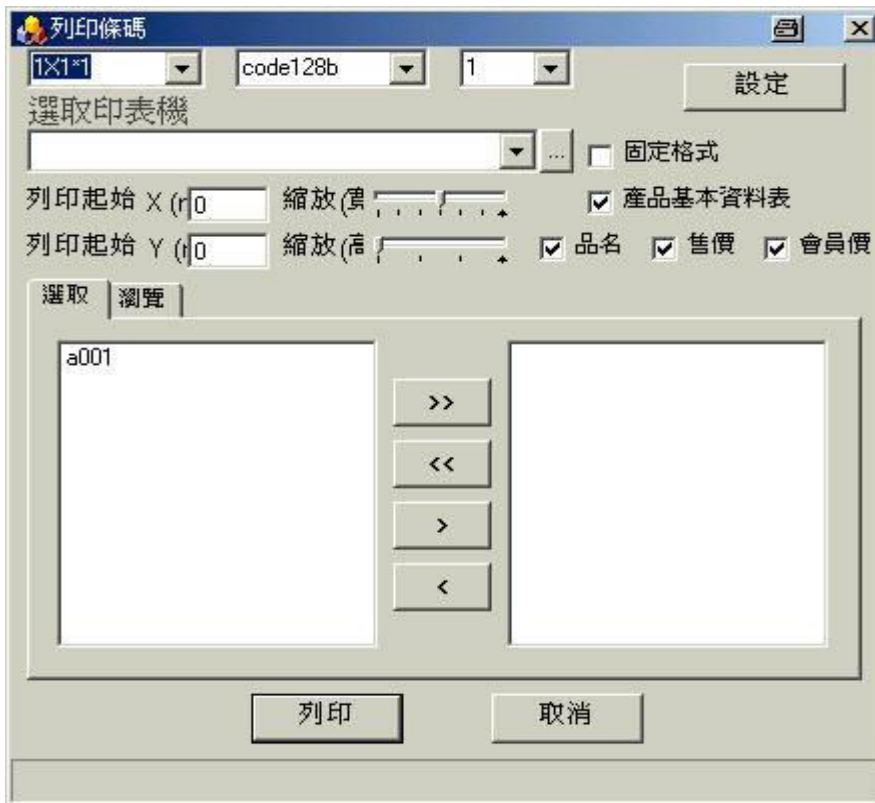 列印條碼
1X1*1 code128b 1 設定
選取印表機
... 固定格式
列印起始 X (r 0 縮放( 產品基本資料表
列印起始 Y (r 0 縮放( 品名 售價 會員價
選取 瀏覽
a001
>>
<<
>
<
列印 取消